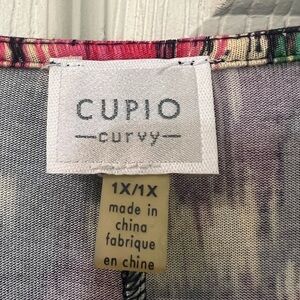 CUPIO
curvy
1X/1X
made in
china
fabrique
en chine